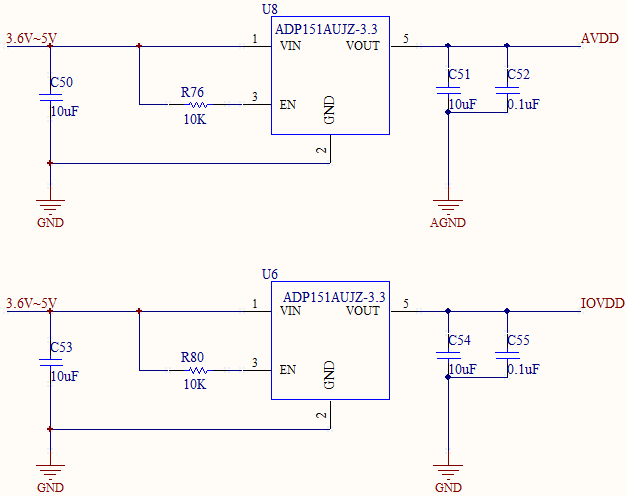 U8
ADP151AUJZ-3.3
3.6V~5V
1
VIN
VOUT
5
AVDD
C50
10uF
R76
10K
3
EN
GND
2
C51
10uF
C52
0.1uF
GND
AGND
U6
ADP151AUJZ-3.3
3.6V~5V
1
VIN
VOUT
5
IOVDD
C53
10uF
R80
10K
3
EN
GND
2
C54
10uF
C55
0.1uF
GND
GND